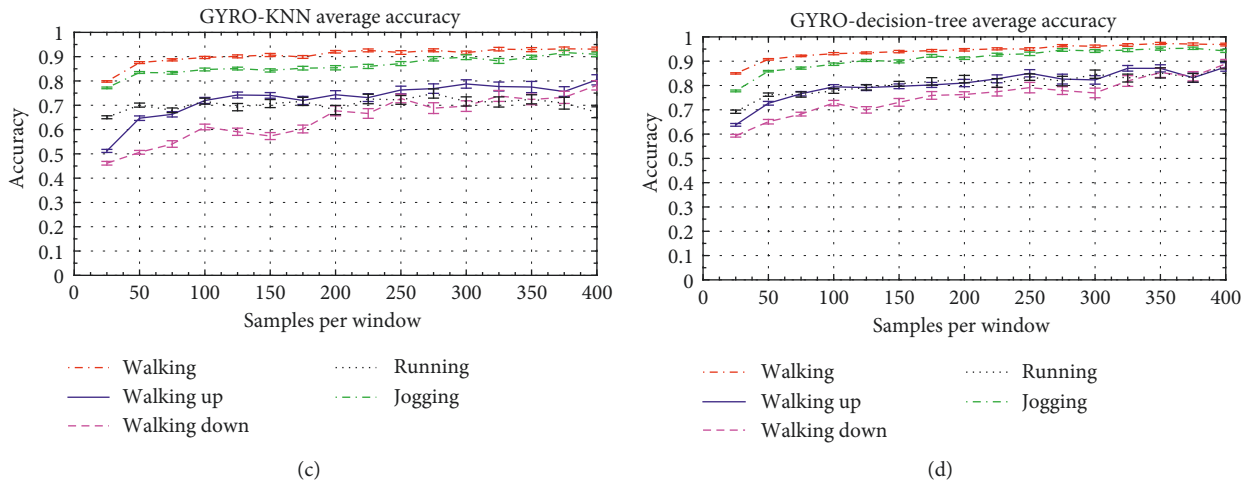 GYRO-KNN average accuracy
1
0.9
0.8
0.7
0.6
0.5
0.4
0.3
0.2
0.1
0
Accuracy
0 50 100 150 200 250 300 350 400
Samples per window
Walking
Walking up
Walking down
Running
Jogging
(c)
GYRO-decision-tree average accuracy
1
0.9
0.8
0.7
0.6
0.5
0.4
0.3
0.2
0.1
0
Accuracy
0 50 100 150 200 250 300 350 400
Samples per window
Walking
Walking up
Walking down
Running
Jogging
(d)